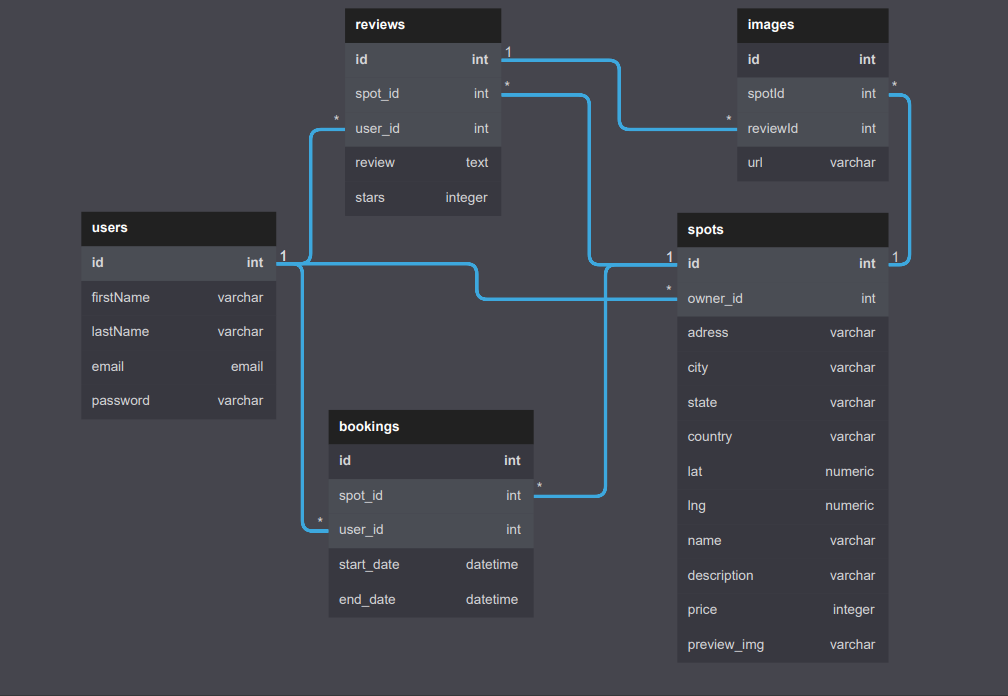 reviews
id int
spot_id int
user_id int
review text
stars integer
1
*
*
images
id int
spotId int
reviewId int
url varchar
*
*
users
id int
firstName varchar
lastName varchar
email email
password varchar
1
spots
id int
owner_id int
adress varchar
city varchar
state varchar
country varchar
lat numeric
lng numeric
name varchar
description varchar
price integer
preview_img varchar
1
1
*
bookings
id int
spot_id int
user_id int
start_date datetime
end_date datetime
*
*